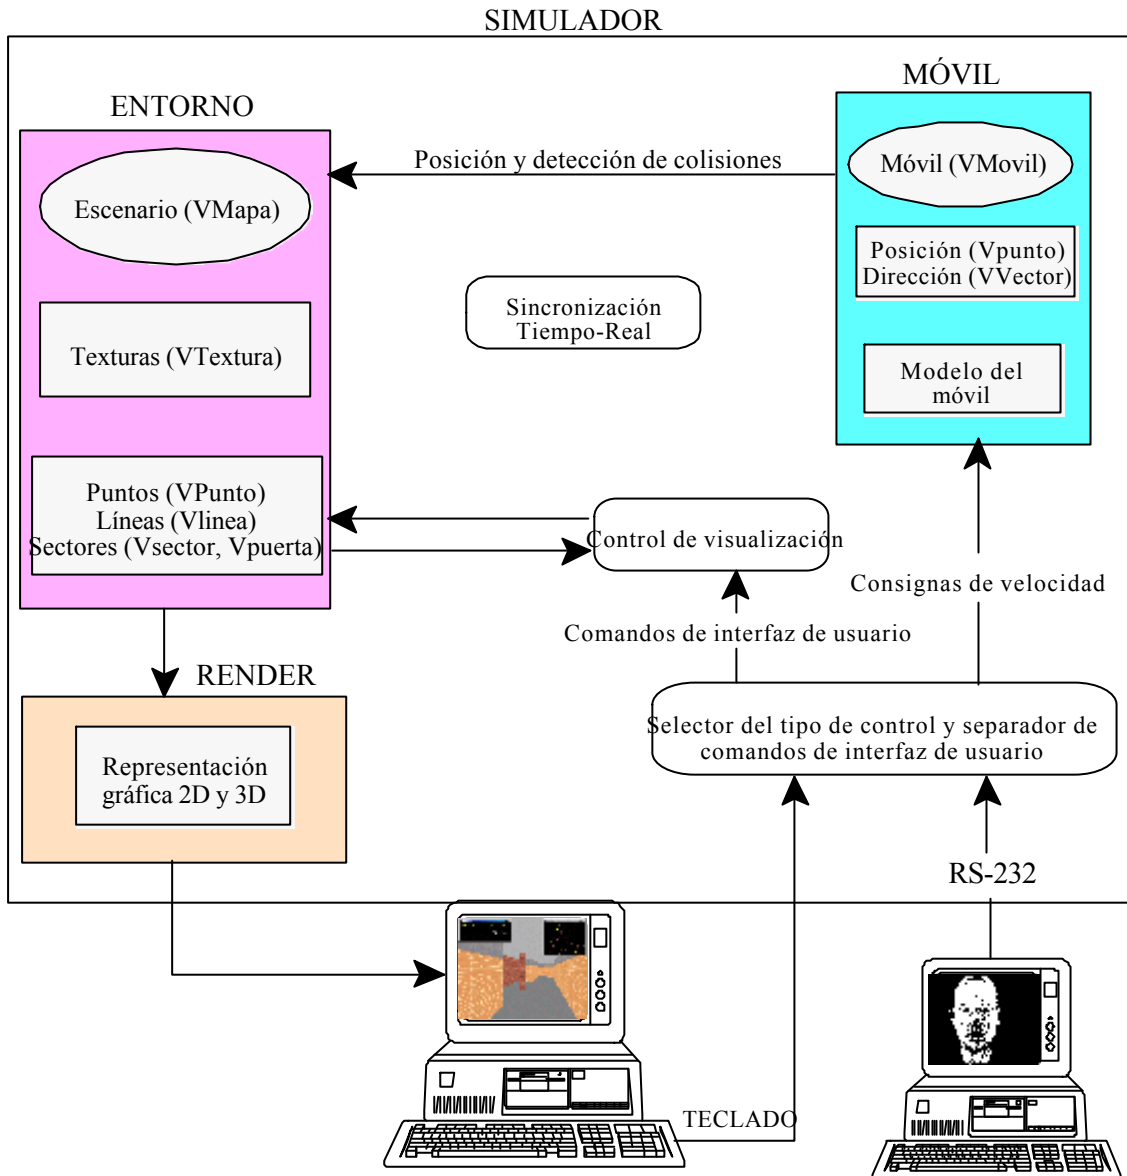 SIMULADOR
MÓVIL
ENTORNO
Posición y detección de colisiones
Móvil (VMovil)
Escenario (VMapa)
Posición (Vpunto)
Dirección (VVector)
Sincronización
Tiempo-Real
Texturas (VTextura)
Modelo del
móvil
Puntos (VPunto)
Líneas (Vlinea)
Sectores (Vsector, Vpuerta)
Control de visualización
Consignas de velocidad
Comandos de interfaz de usuario
RENDER
Selector del tipo de control y separador de
comandos de interfaz de usuario
Representación
gráfica 2D y 3D
RS-232
TECLADO